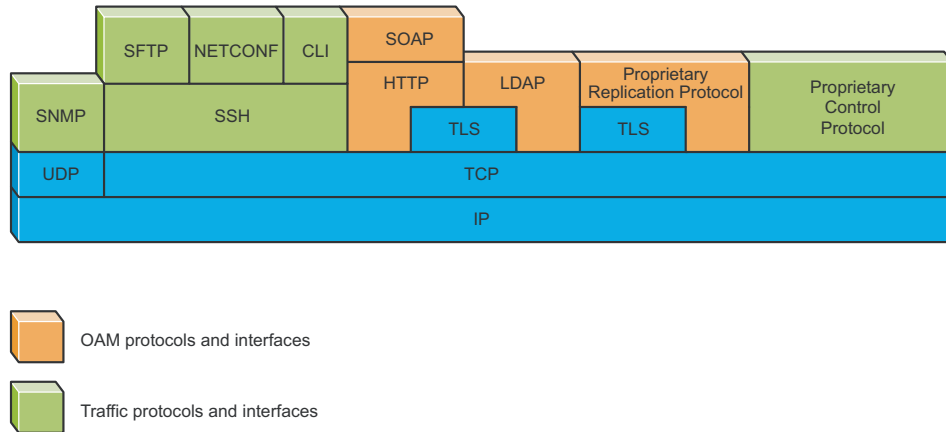 SFTP
NETCONF
CLI
SOAP
SNMP
SSH
HTTP
LDAP
Proprietary
Replication Protocol
Proprietary
Control
Protocol
TLS
TLS
UDP
TCP
IP
OAM protocols and interfaces
Traffic protocols and interfaces